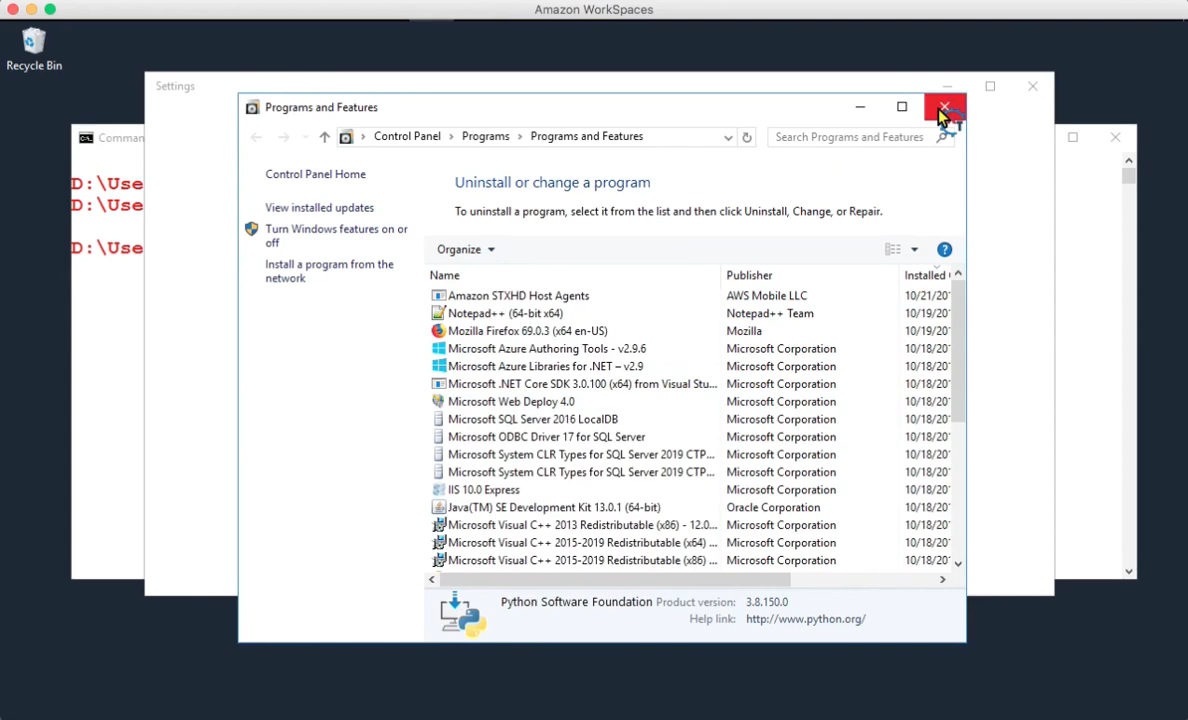 Amazon WorkSpaces
Recycle Bin
Settings
Programs and Features
Control Panel > Programs > Programs and Features
Search Programs and Features
Comman
D:\Use
D:\Use
D:\Use
Control Panel Home
View installed updates
Turn Windows features on or
off
Install a program from the
network
Uninstall or change a program
To uninstall a program, select it from the list and then click Uninstall, Change, or Repair.
Organize
Name Publisher Installed
Amazon STXHD Host Agents AWS Mobile LLC 10/21/20
Notepad++ (64-bit x64) Notepad++ Team 10/19/20
Mozilla Firefox 69.0.3 (x64 en-US) Mozilla 10/19/20
Microsoft Azure Authoring Tools - v2.9.6 Microsoft Corporation 10/18/20
Microsoft Azure Libraries for .NET – v2.9 Microsoft Corporation 10/18/20
Microsoft .NET Core SDK 3.0.100 (x64) from Visual Stu... Microsoft Corporation 10/18/20
Microsoft Web Deploy 4.0 Microsoft Corporation 10/18/20
Microsoft SQL Server 2016 LocalDB Microsoft Corporation 10/18/20
Microsoft ODBC Driver 17 for SQL Server Microsoft Corporation 10/18/20
Microsoft System CLR Types for SQL Server 2019 CTP... Microsoft Corporation 10/18/20
Microsoft System CLR Types for SQL Server 2019 CTP... Microsoft Corporation 10/18/20
IIS 10.0 Express Microsoft Corporation 10/18/20
Java(TM) SE Development Kit 13.0.1 (64-bit) Oracle Corporation 10/18/20
Microsoft Visual C++ 2013 Redistributable (x86) - 12.0... Microsoft Corporation 10/18/20
Microsoft Visual C++ 2015-2019 Redistributable (x64) ... Microsoft Corporation 10/18/20
Microsoft Visual C++ 2015-2019 Redistributable (x86) ... Microsoft Corporation 10/18/20
Python Software Foundation Product version: 3.8.150.0
Help link: http://www.python.org/